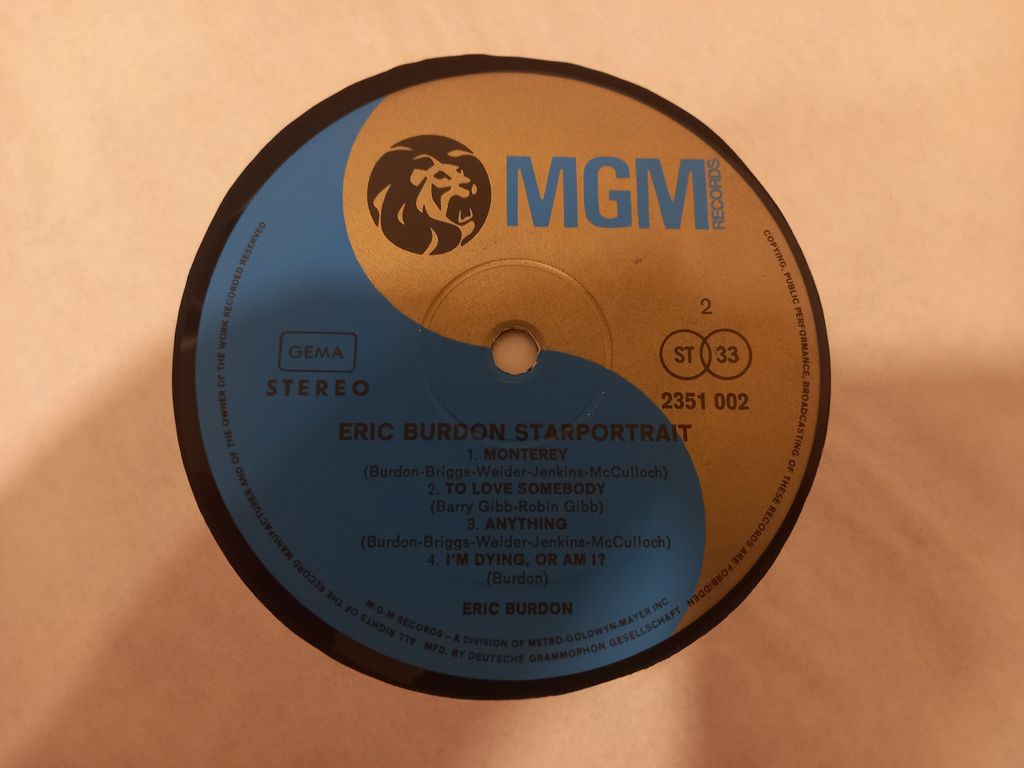 MGM
RECORDS
2
ST 33
2351 002
GEMA
STEREO
ERIC BURDON STARPORTRAIT
1. MONTEREY
(Burdon-Briggs-Weider-Jenkins-McCulloch)
2. TO LOVE SOMEBODY
(Barry Gibb-Robin Gibb)
3. ANYTHING
(Burdon-Briggs-Weider-Jenkins-McCulloch)
4. I'M DYING, OR AM I?
(Burdon)
ERIC BURDON
M-G-M RECORDS – A DIVISION OF METRO-GOLDWYN-MAYER INC.
MFD. BY DEUTSCHE GRAMMOPHON GESELLSCHAFT
ALL RIGHTS OF THE RECORD MANUFACTURER AND OF THE OWNER OF THE WORK RECORDED RESERVED
COPYING, PUBLIC PERFORMANCE, BROADCASTING OF THESE RECORDS ARE FORBIDDEN